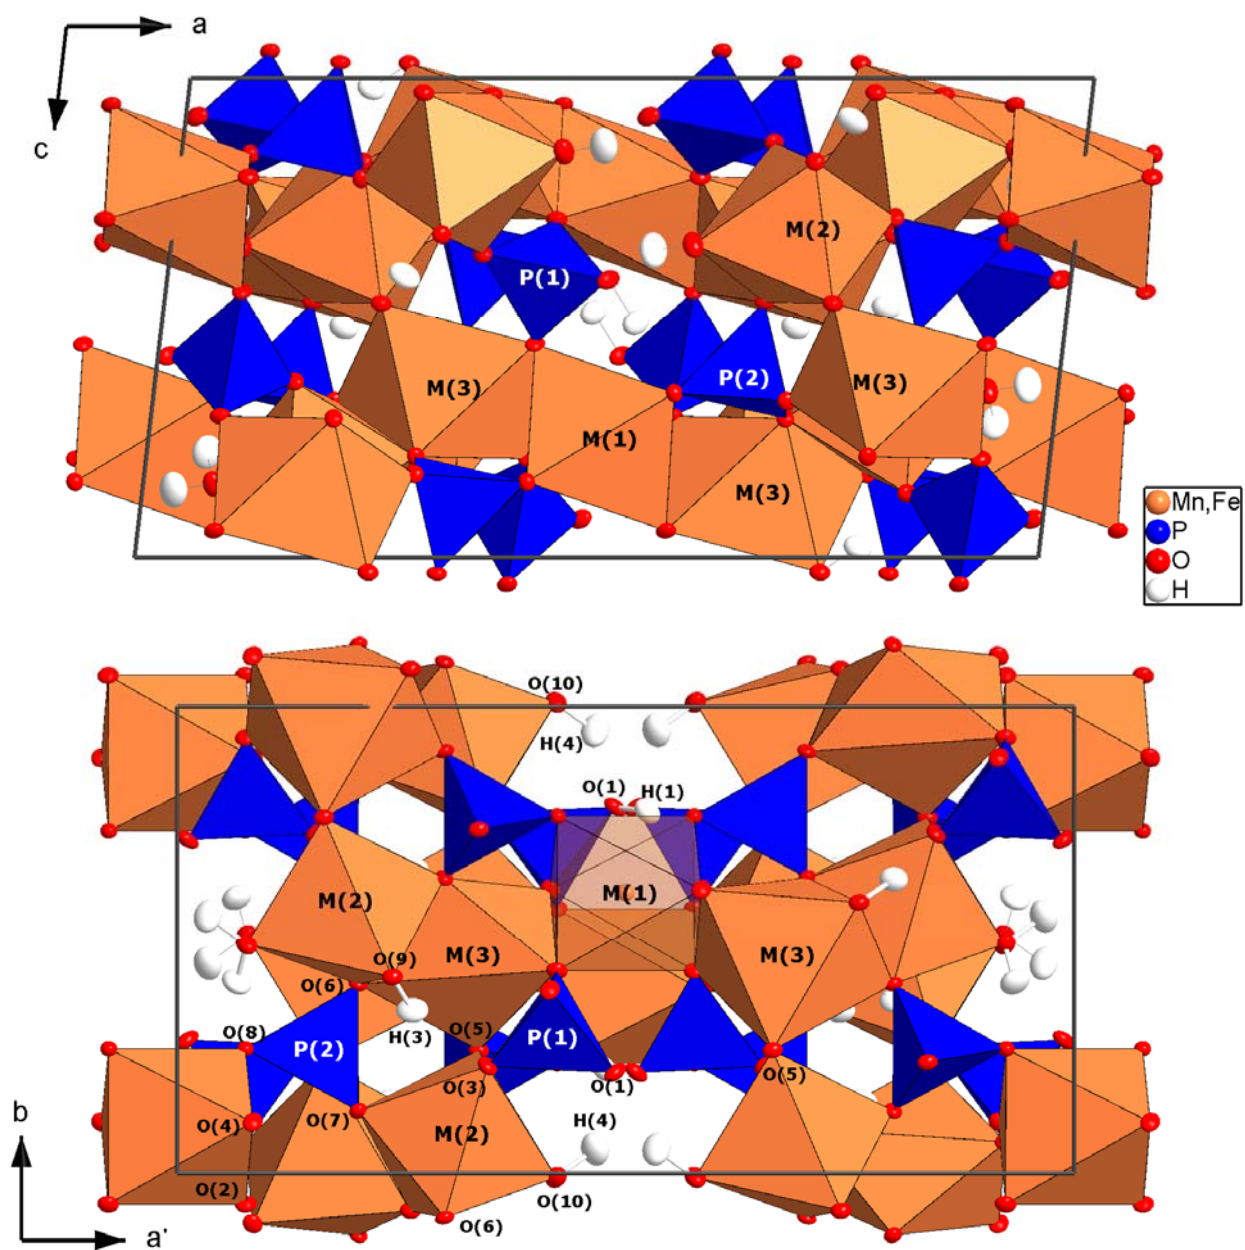 a
c
M(2)
P(1)
P(2)
M(3)
M(3)
M(1)
M(3)
Mn,Fe
P
O
H
O(10)
H(4)
O(1)
H(1)
M(1)
M(2)
M(3)
M(3)
O(9)
O(6)
H(3)
O(5)
P(1)
O(8)
P(2)
O(3)
O(1)
O(5)
O(4)
O(7)
M(2)
H(4)
b
O(2)
O(10)
O(6)
a'